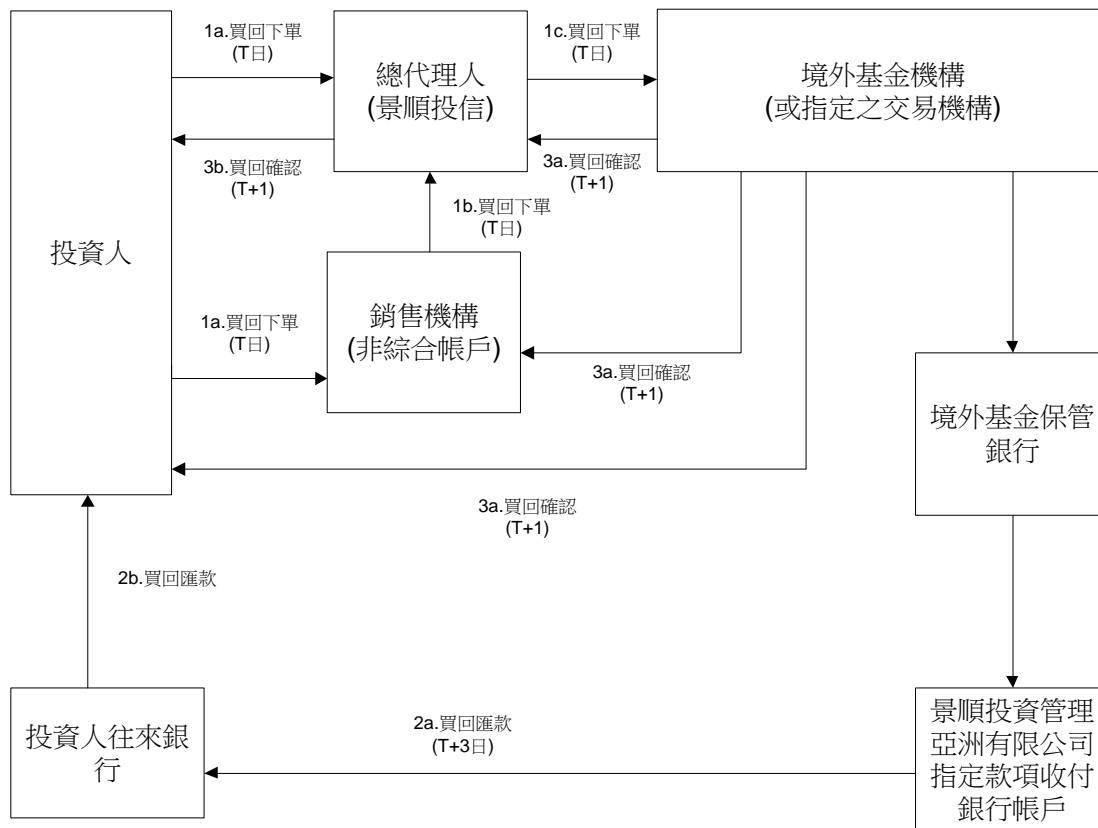 1a.買回下單
(T日)
1c.買回下單
(T日)
總代理人
(景順投信)
境外基金機構
(或指定之交易機構)
3b.買回確認
(T+1)
3a.買回確認
(T+1)
1b.買回下單
(T日)
投資人
銷售機構
(非綜合帳戶)
1a.買回下單
(T日)
3a.買回確認
(T+1)
境外基金保管
銀行
3a.買回確認
(T+1)
2b.買回匯款
投資人往來銀
行
2a.買回匯款
(T+3日)
景順投資管理
亞洲有限公司
指定款項收付
銀行帳戶